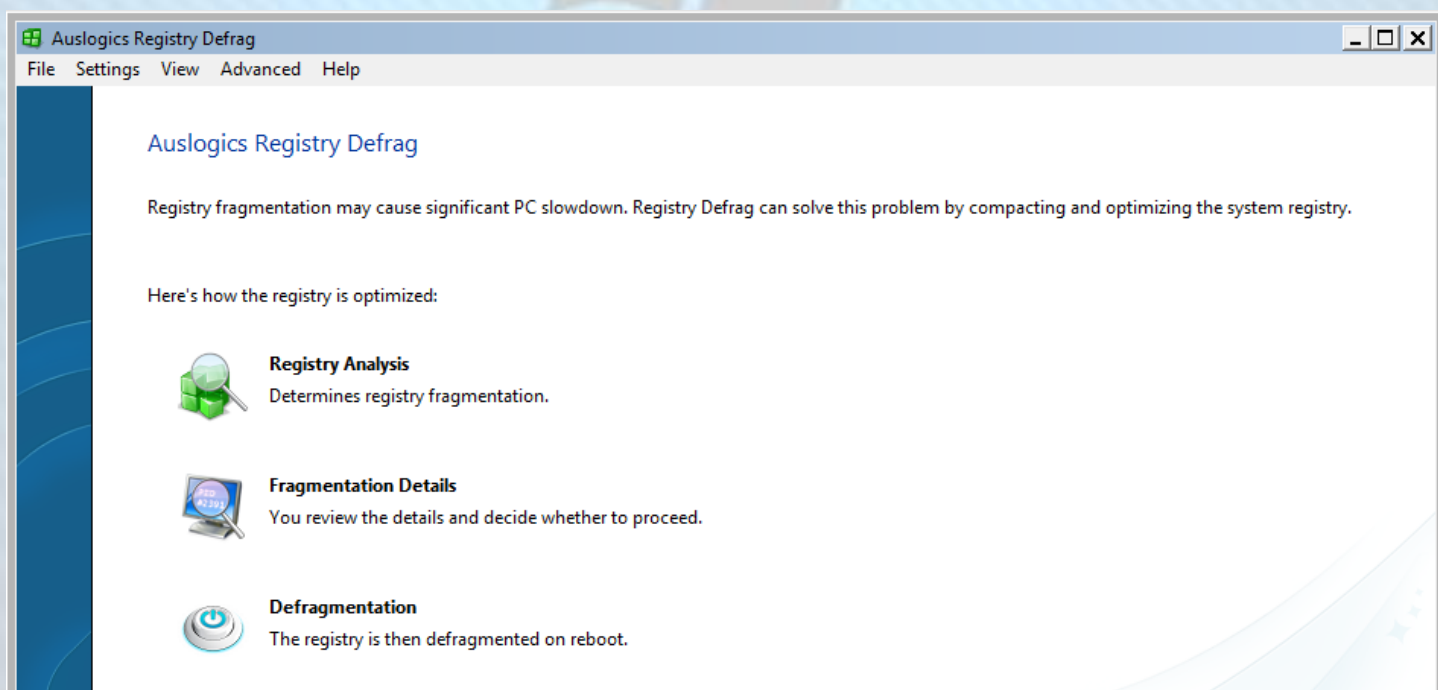 Auslogics Registry Defrag
File Settings View Advanced Help
Auslogics Registry Defrag
Registry fragmentation may cause significant PC slowdown. Registry Defrag can solve this problem by compacting and optimizing the system registry.
Here's how the registry is optimized:
Registry Analysis
Determines registry fragmentation.
Fragmentation Details
You review the details and decide whether to proceed.
Defragmentation
The registry is then defragmented on reboot.